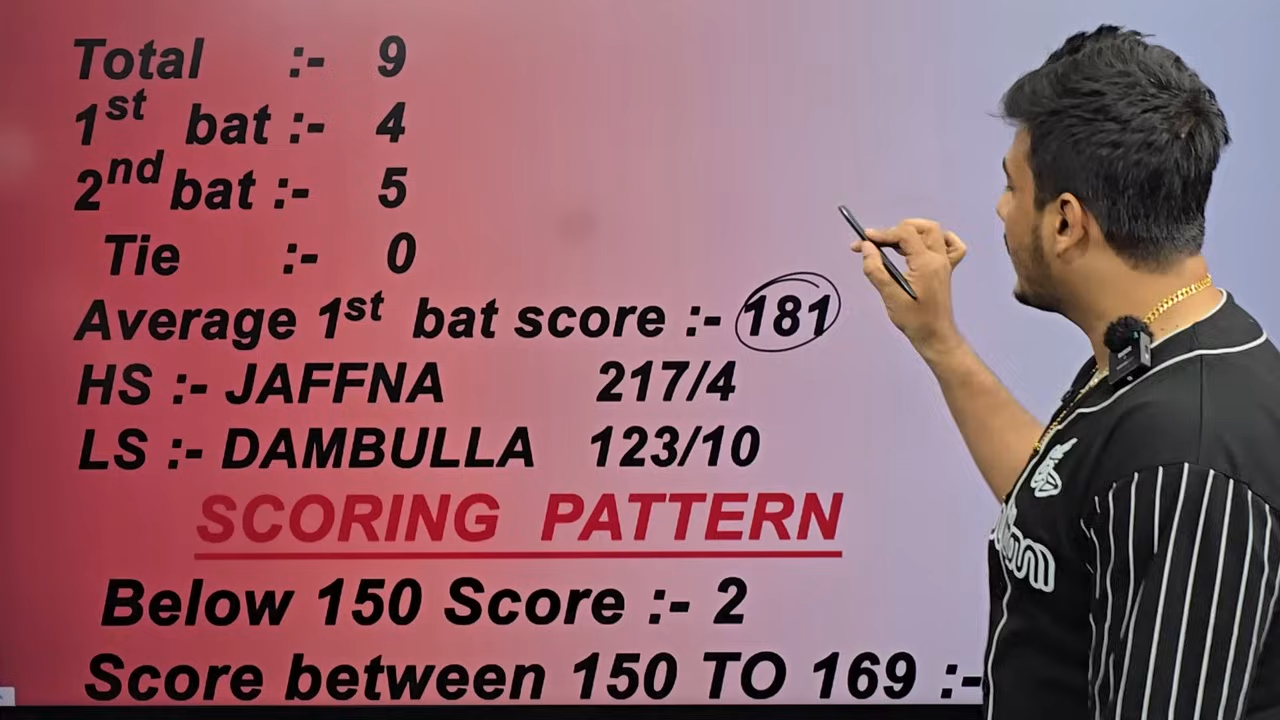 Total :- 9
1st bat :- 4
2nd bat :- 5
Tie :- 0
Average 1st bat score :- 181
HS :- JAFFNA 217/4
LS :- DAMBULLA 123/10
SCORING PATTERN
Below 150 Score :- 2
Score between 150 TO 169 :-